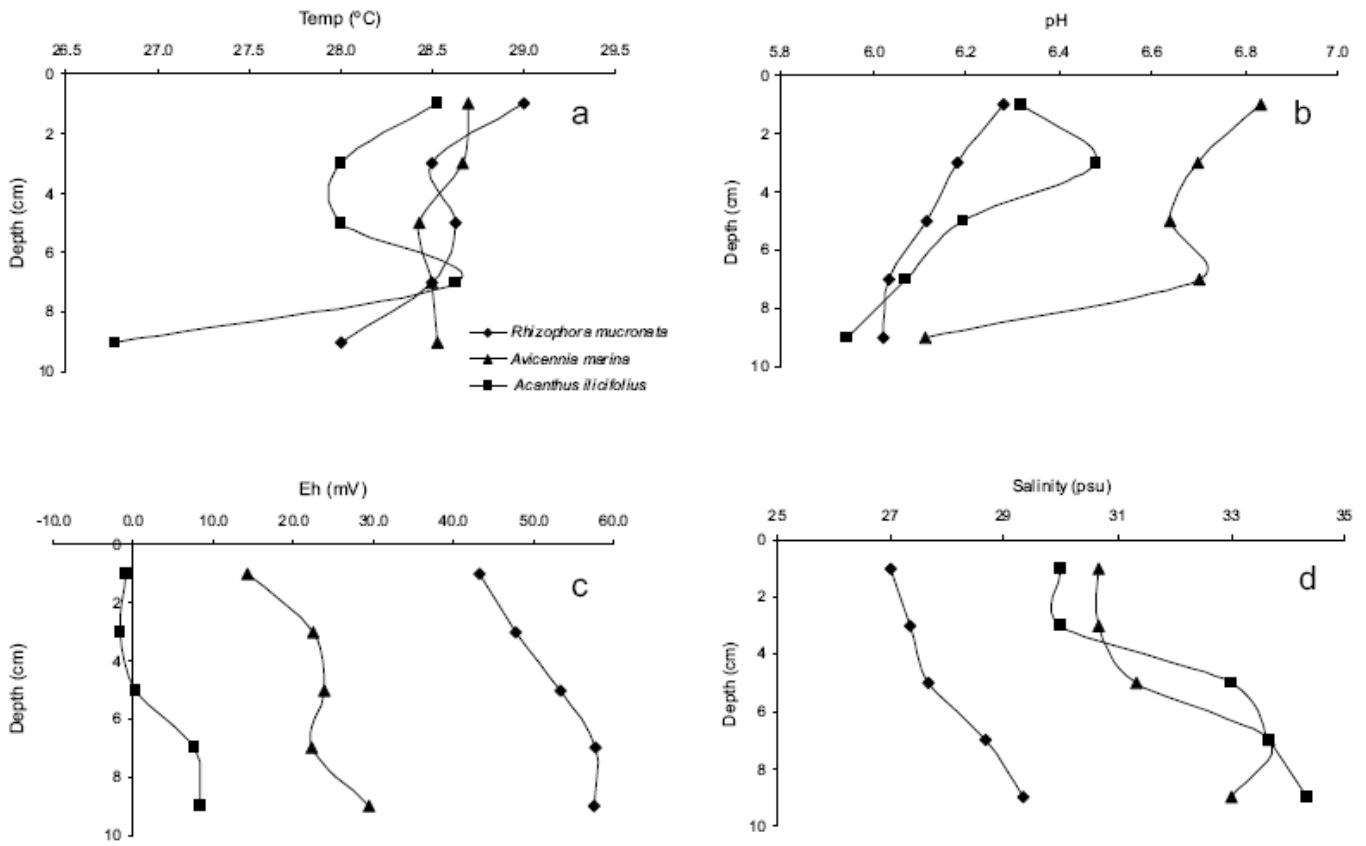 Temp (ºC)
26.5 27.0 27.5 28.0 28.5 29.0 29.5
0
2
4
6
8
10
Depth (cm)
a
Rhizophora mucronata
Avicennia marina
Acanthus ilicifolius
pH
5.8 6.0 6.2 6.4 6.6 6.8 7.0
0
2
4
6
8
10
Depth (cm)
b
Eh (mV)
-10.0 0.0 10.0 20.0 30.0 40.0 50.0 60.0
0
2
4
6
8
10
Depth (cm)
c
Salinity (psu)
25 27 29 31 33 35
0
2
4
6
8
10
Depth (cm)
d